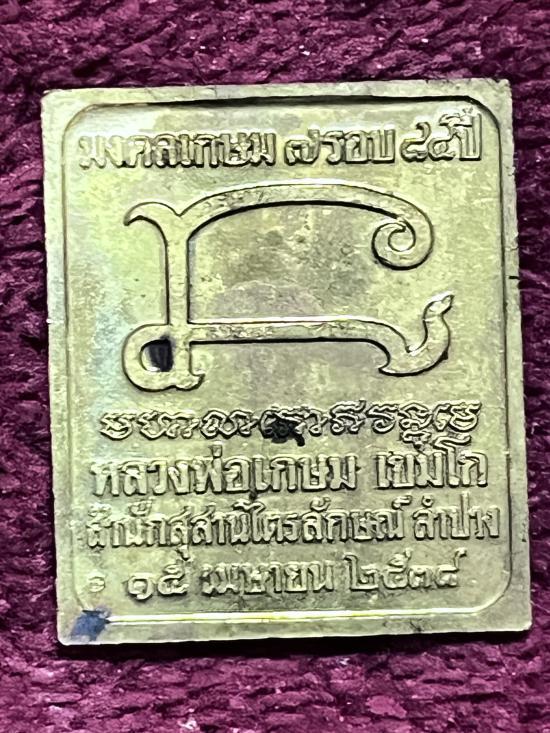 มงคลเกษม ๗ รอบ ๘๔ ปี
หลวงพ่อเกษม เขมโก
สำนักสุสานไตรลักษณ์ ลำปาง
๑๕ เมษายน ๒๕๓๘